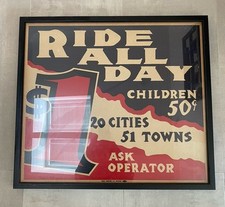 RIDE
ALL
DAY
CHILDREN
50¢
$1
20 CITIES
51 TOWNS
ASK
OPERATOR